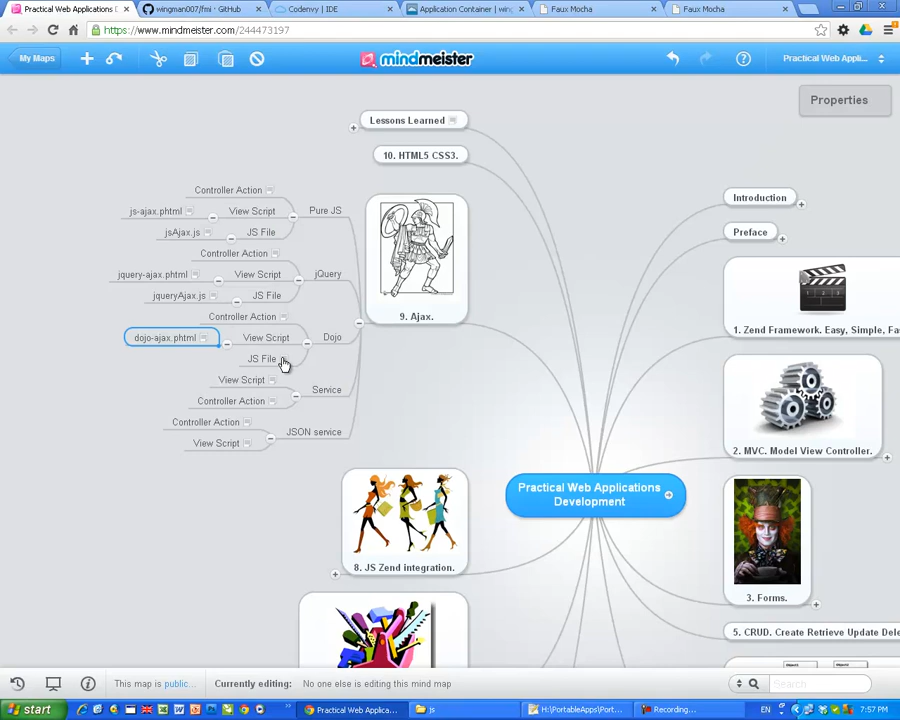 Practical Web Applications D
wingman007/fmi · GitHub
Codenvy | IDE
Application Container | win
Faux Mocha
Faux Mocha
https://www.mindmeister.com/244473197
My Maps
mindmeister
Practical Web Appli...
Properties
Lessons Learned
10. HTML5 CSS3.
Controller Action
js-ajax.phtml
View Script
Pure JS
jsAjax.js
JS File
Controller Action
jquery-ajax.phtml
View Script
jQuery
jqueryAjax.js
JS File
Controller Action
dojo-ajax.phtml
View Script
Dojo
JS File
View Script
Service
Controller Action
Controller Action
JSON service
View Script
9. Ajax.
Introduction
Preface
1 2 3
1. Zend Framework. Easy, Simple, Fas
2. MVC. Model View Controller.
Practical Web Applications
Development
8. JS Zend integration.
3. Forms.
5. CRUD. Create Retrieve Update Dele
This map is public...
Currently editing:
No one else is editing this mind map
Search
start
Practical Web Applica...
js
H:\PortableApps\Port...
Recording...
EN
7:57 PM